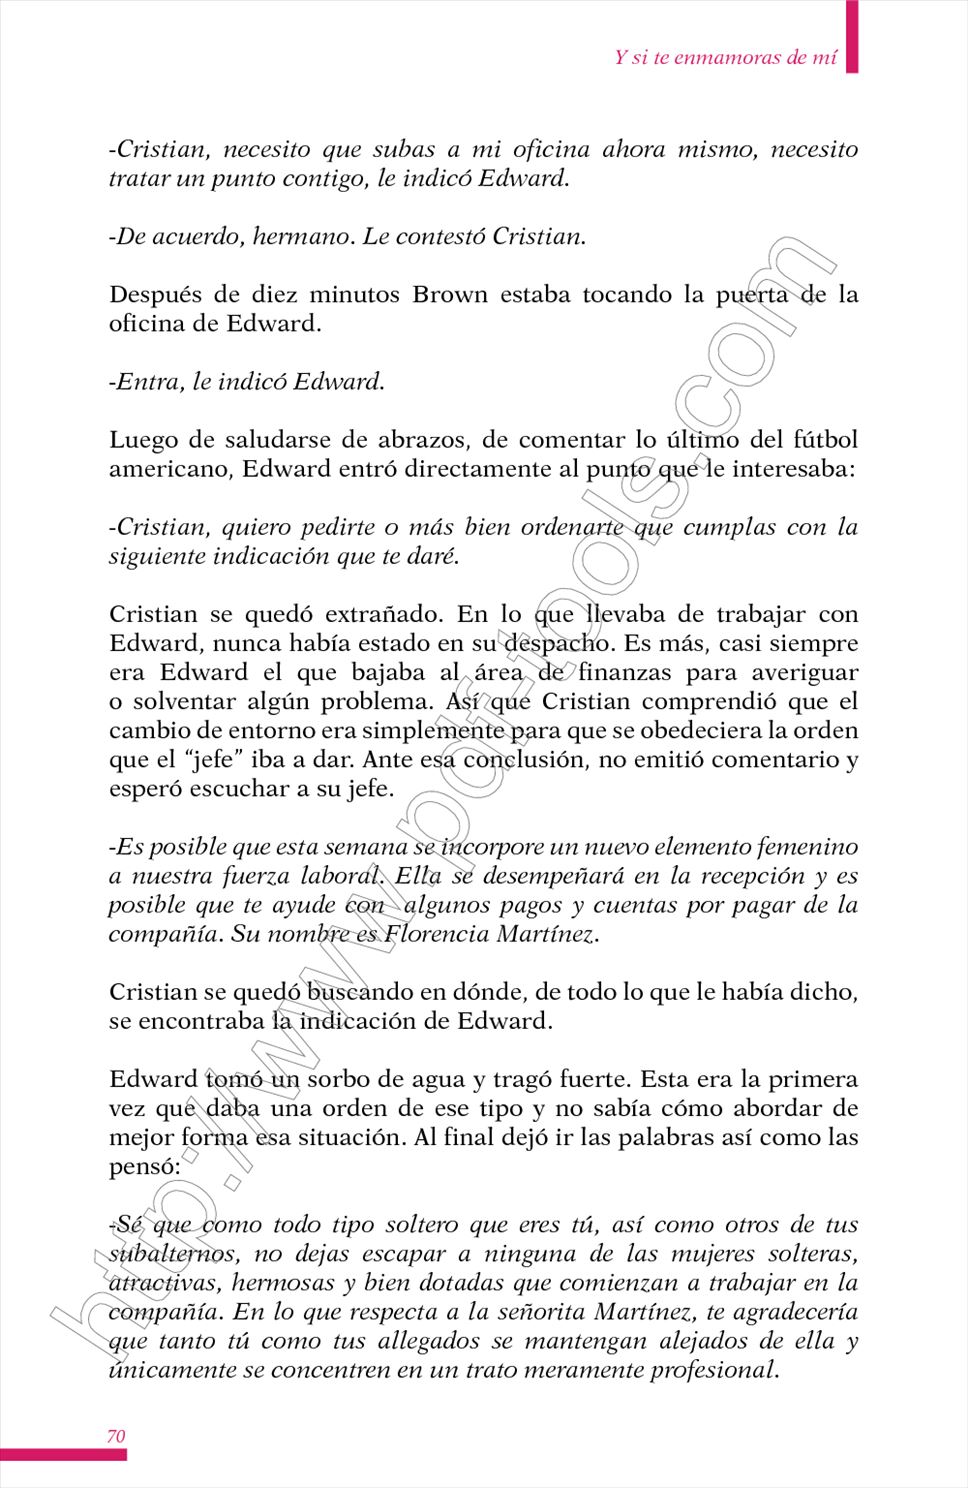 Y si te enmamoras de mí
-Cristian, necesito que subas a mi oficina ahora mismo, necesito
tratar un punto contigo, le indicó Edward.
-De acuerdo, hermano. Le contestó Cristian.
Después de diez minutos Brown estaba tocando la puerta de la
oficina de Edward.
-Entra, le indicó Edward.
Luego de saludarse de abrazos, de comentar lo último del fútbol
americano, Edward entró directamente al punto que le interesaba:
-Cristian, quiero pedirte o más bien ordenarte que cumplas con la
siguiente indicación que te daré.
Cristian se quedó extrañado. En lo que llevaba de trabajar con
Edward, nunca había estado en su despacho. Es más, casi siempre
era Edward el que bajaba al área de finanzas para averiguar
o solventar algún problema. Así que Cristian comprendió que el
cambio de entorno era simplemente para que se obedeciera la orden
que el “jefe” iba a dar. Ante esa conclusión, no emitió comentario y
esperó escuchar a su jefe.
-Es posible que esta semana se incorpore un nuevo elemento femenino
a nuestra fuerza laboral. Ella se desempeñará en la recepción y es
posible que te ayude con algunos pagos y cuentas por pagar de la
compañía. Su nombre es Florencia Martínez.
Cristian se quedó buscando en dónde, de todo lo que le había dicho,
se encontraba la indicación de Edward.
Edward tomó un sorbo de agua y tragó fuerte. Esta era la primera
vez que daba una orden de ese tipo y no sabía cómo abordar de
mejor forma esa situación. Al final dejó ir las palabras así como las
pensó:
-Sé que como todo tipo soltero que eres tú, así como otros de tus
subalternos, no dejas escapar a ninguna de las mujeres solteras,
atractivas, hermosas y bien dotadas que comienzan a trabajar en la
compañía. En lo que respecta a la señorita Martínez, te agradecería
que tanto tú como tus allegados se mantengan alejados de ella y
únicamente se concentren en un trato meramente profesional.
70
http://www.pdf-tools.com